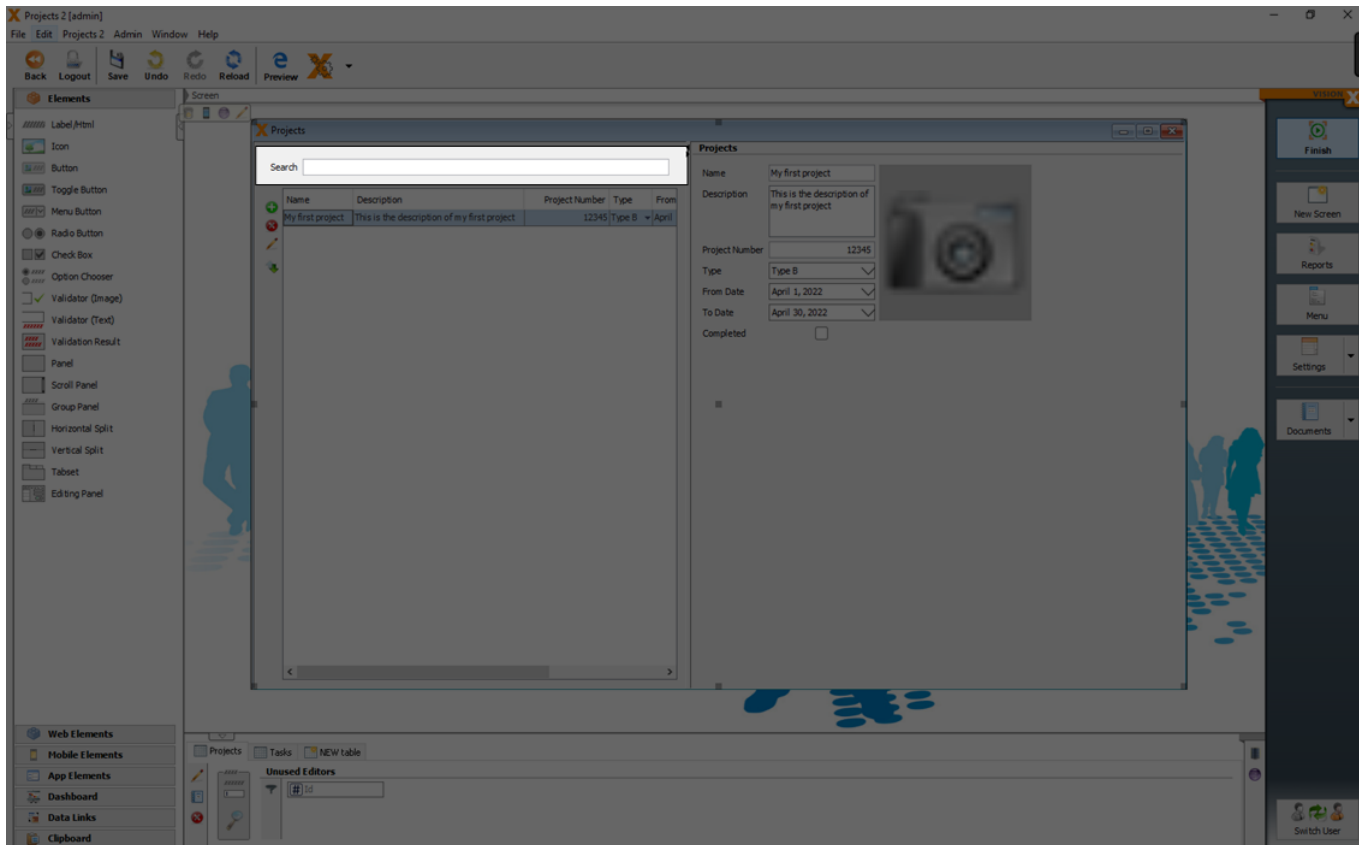 Projects 2 [admin]
File Edit Projects 2 Admin Window Help
Back Logout Save Undo Redo Reload Preview
Elements
Label/Html
Icon
Button
Toggle Button
Menu Button
Radio Button
Check Box
Option Chooser
Validator (Image)
Validator (Text)
Validation Result
Panel
Scroll Panel
Group Panel
Horizontal Split
Vertical Split
Tabset
Editing Panel
Web Elements
Mobile Elements
App Elements
Dashboard
Data Links
Clipboard
Screen
Projects
Search
Name Description Project Number Type From
My first project This is the description of my first project 12345 Type B April
Projects
Name My first project
Description This is the description of
my first project
Project Number 12345
Type Type B
From Date April 1, 2022
To Date April 30, 2022
Completed
Projects Tasks NEW table
Unused Editors
# Id
VISION X
Finish
New Screen
Reports
Menu
Settings
Documents
Switch User